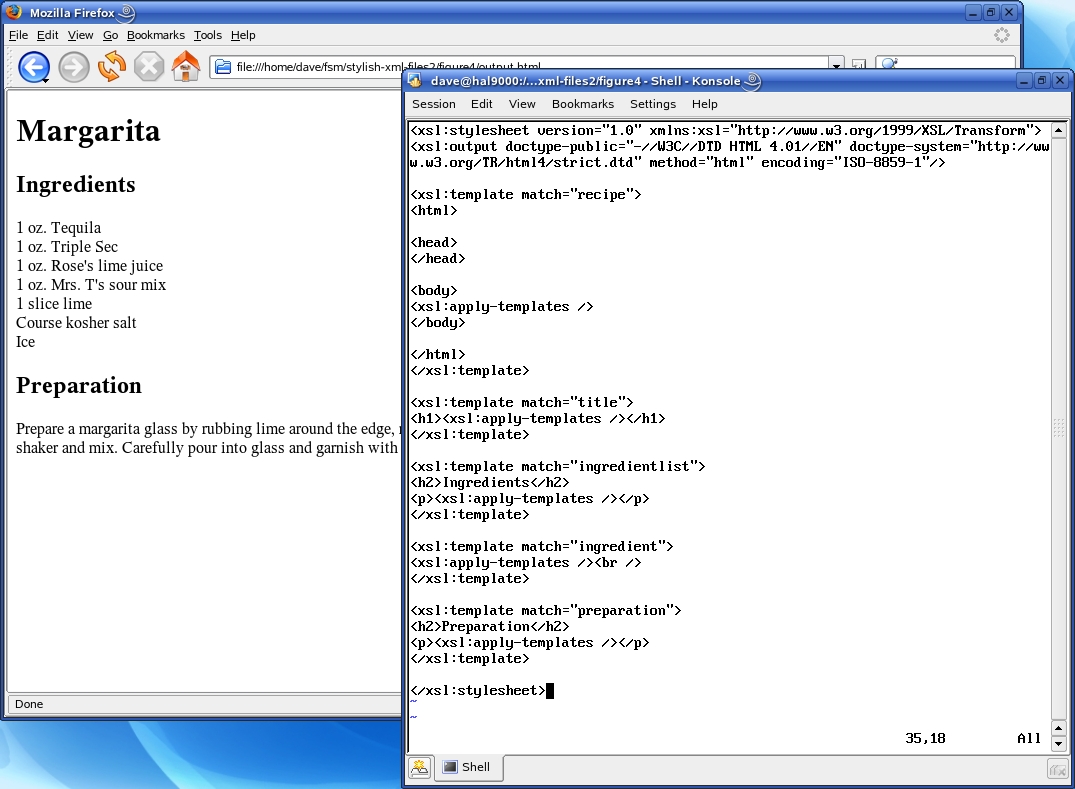 Mozilla Firefox
File Edit View Go Bookmarks Tools Help
file:///home/dave/fsm/stylish-xml-files2/figure4/output.html
Margarita
Ingredients
1 oz. Tequila
1 oz. Triple Sec
1 oz. Rose's lime juice
1 oz. Mrs. T's sour mix
1 slice lime
Course kosher salt
Ice
Preparation
Prepare a margarita glass by rubbing lime around the edge,
shaker and mix. Carefully pour into glass and garnish with
Done
dave@hal9000:/...xml-files2/figure4 - Shell - Konsole
Session Edit View Bookmarks Settings Help
<xsl:stylesheet version="1.0" xmlns:xsl="http://www.w3.org/1999/XSL/Transform">
<xsl:output doctype-public="-//W3C//DTD HTML 4.01//EN" doctype-system="http://ww
w.w3.org/TR/html4/strict.dtd" method="html" encoding="ISO-8859-1"/>
<xsl:template match="recipe">
<html>
<head>
</head>
<body>
<xsl:apply-templates />
</body>
</html>
</xsl:template>
<xsl:template match="title">
<h1><xsl:apply-templates /></h1>
</xsl:template>
<xsl:template match="ingredientlist">
<h2>Ingredients</h2>
<p><xsl:apply-templates /></p>
</xsl:template>
<xsl:template match="ingredient">
<xsl:apply-templates /><br />
</xsl:template>
<xsl:template match="preparation">
<h2>Preparation</h2>
<p><xsl:apply-templates /></p>
</xsl:template>
</xsl:stylesheet>
~
~
35,18 All
Shell